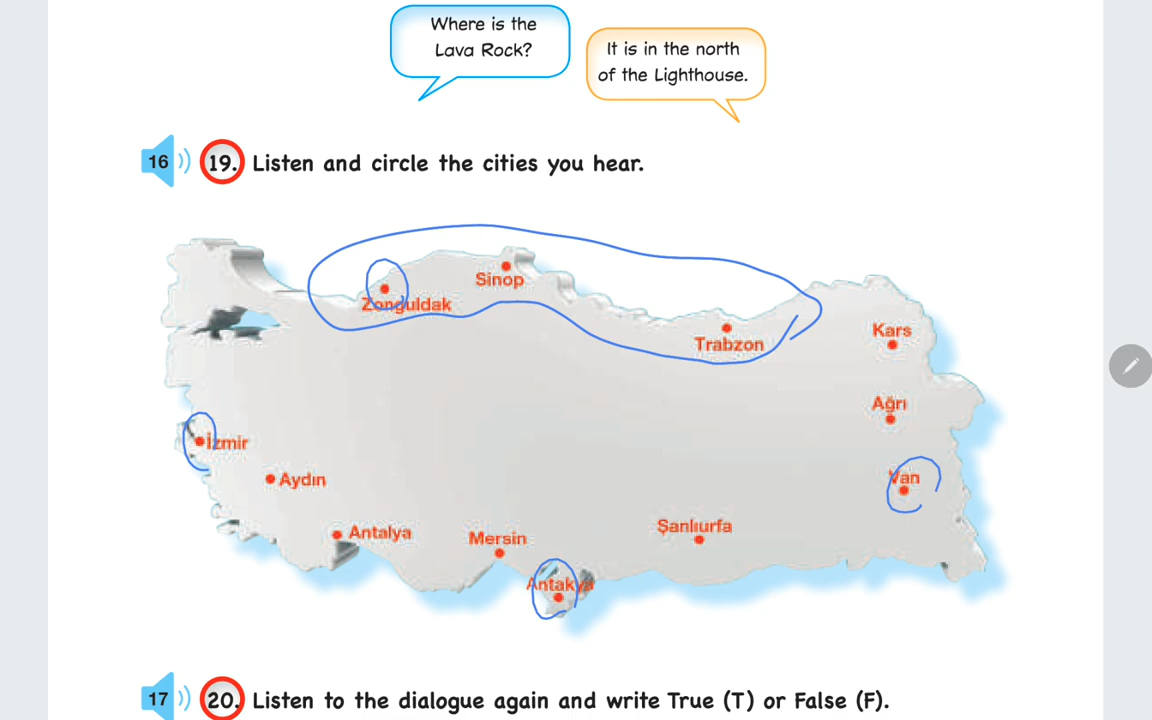 Where is the
Lava Rock?
It is in the north
of the Lighthouse.
16 19. Listen and circle the cities you hear.
Sinop
Zonguldak
Kars
Trabzon
Ağrı
İzmir
Van
Aydın
Şanlıurfa
Antalya
Mersin
Antakya
17 20. Listen to the dialogue again and write True (T) or False (F).